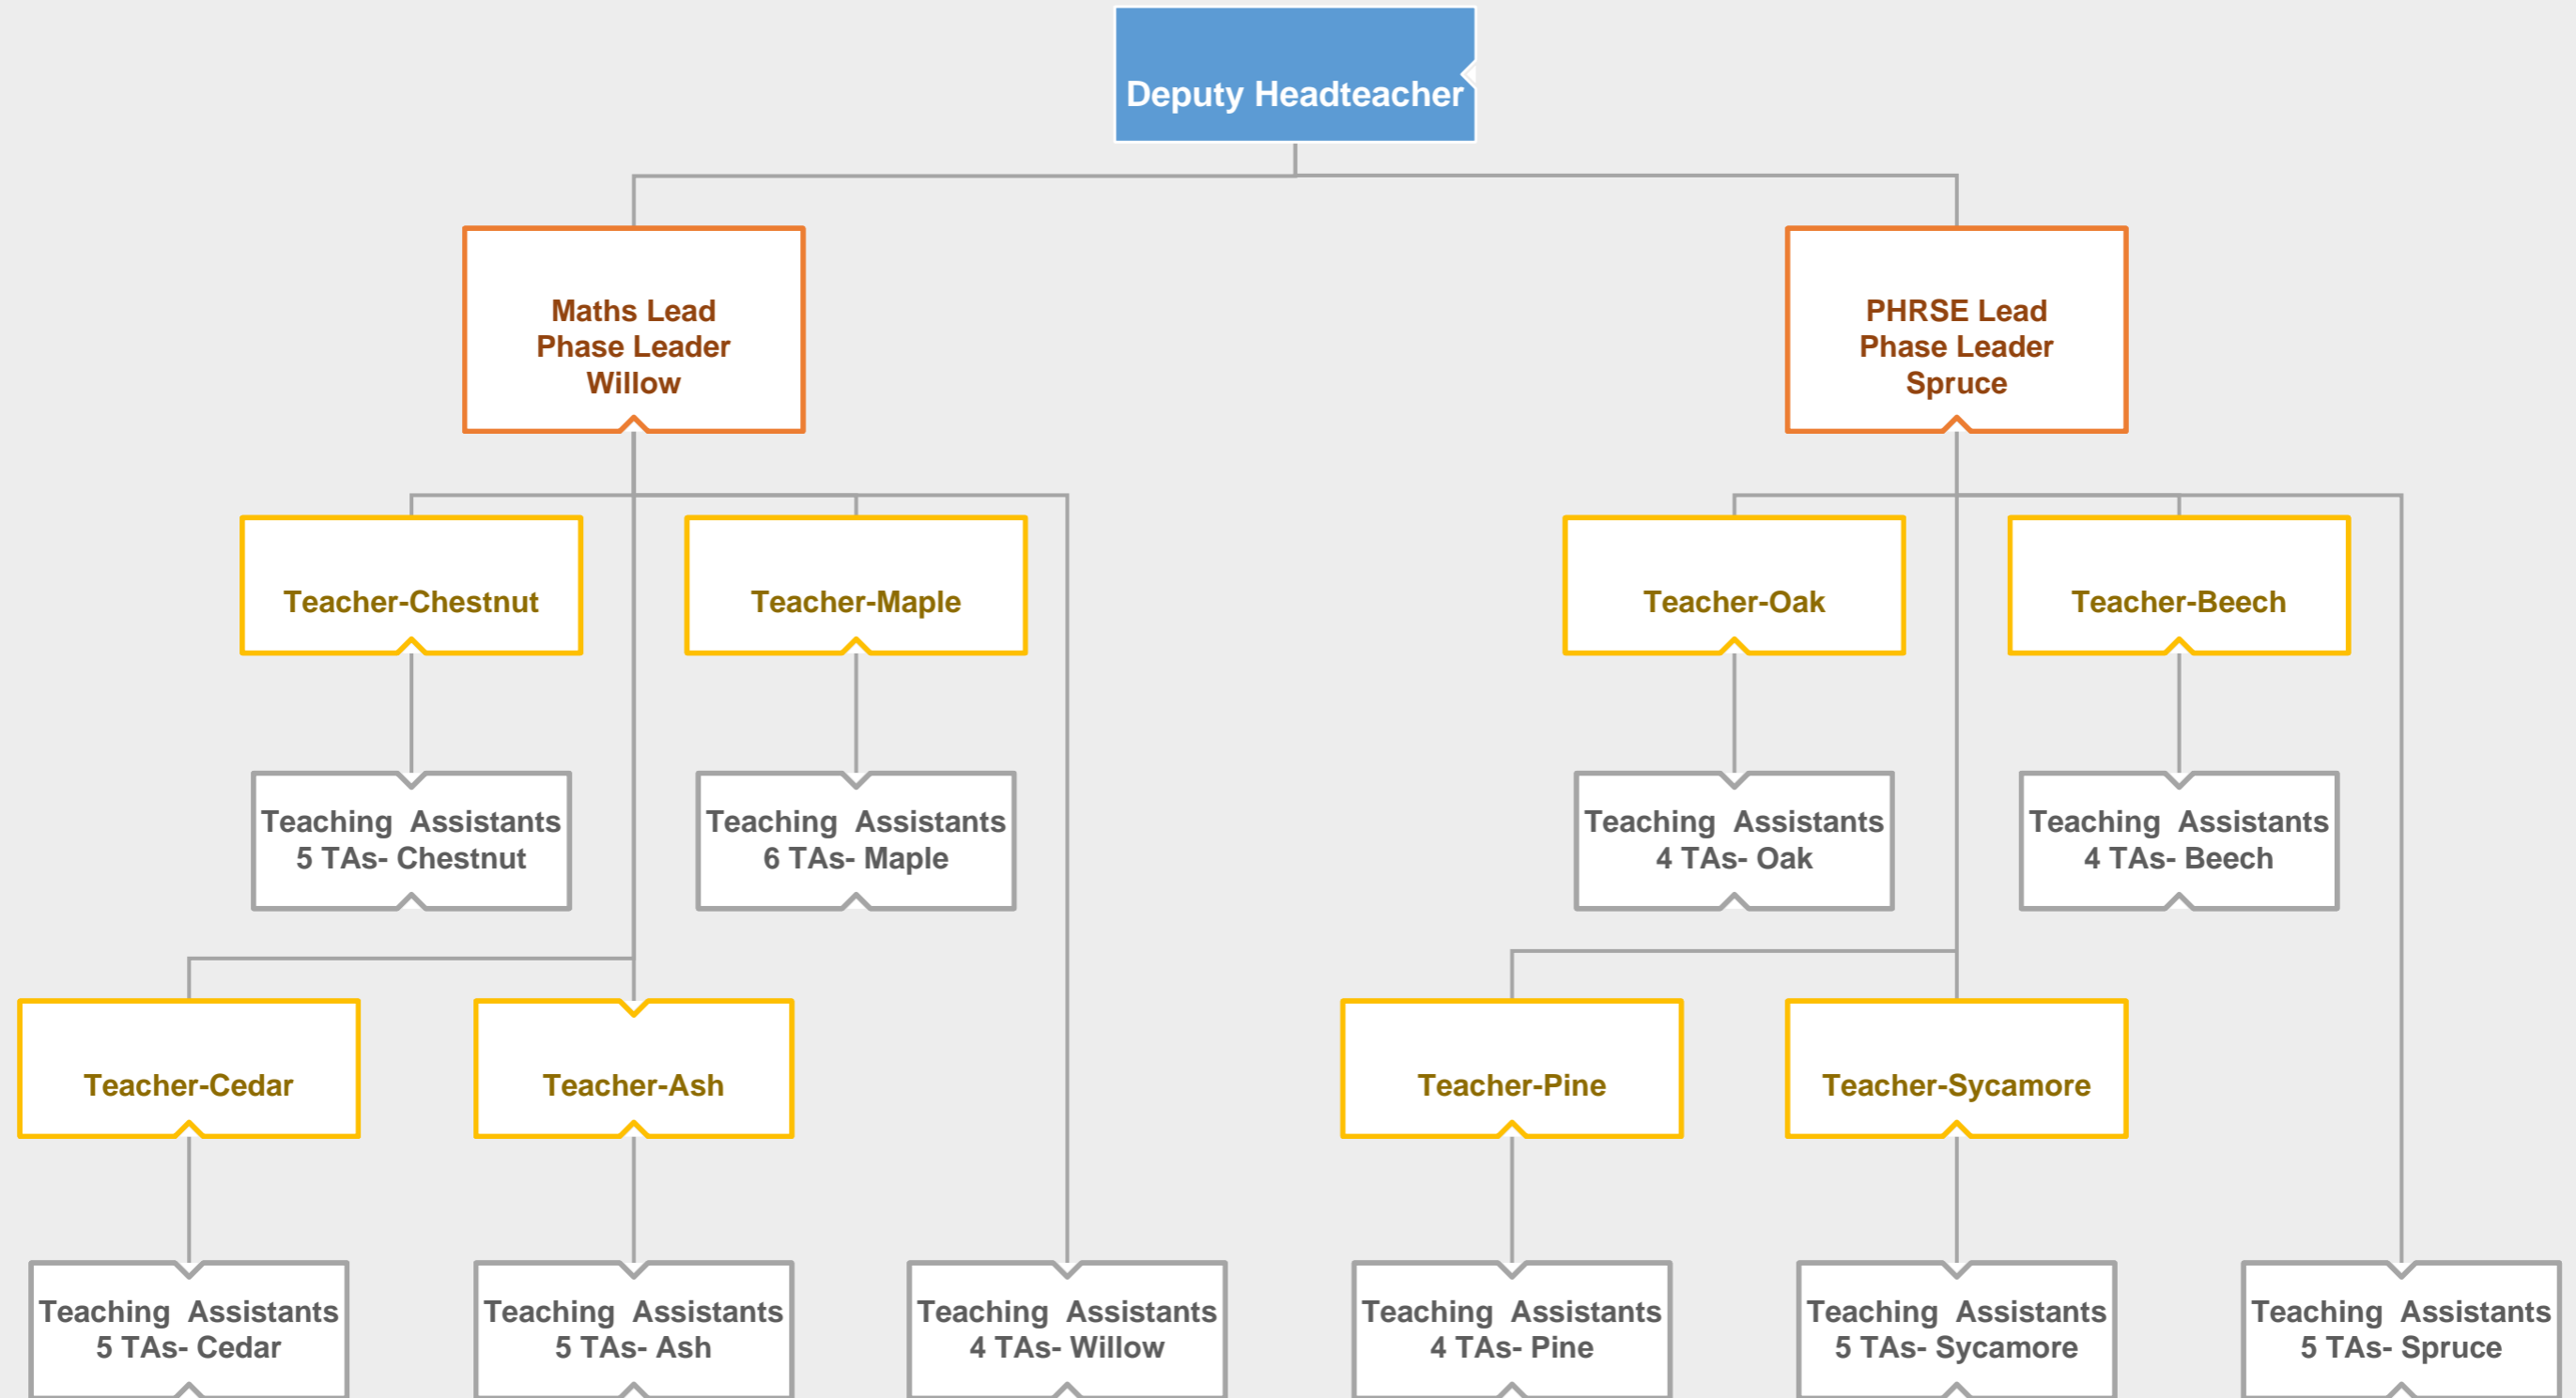 Deputy Headteacher
Maths Lead
Phase Leader
Willow
PHRSE Lead
Phase Leader
Spruce
Teacher-Chestnut
Teacher-Maple
Teacher-Oak
Teacher-Beech
Teaching Assistants
5 TAs- Chestnut
Teaching Assistants
6 TAs- Maple
Teaching Assistants
4 TAs- Oak
Teaching Assistants
4 TAs- Beech
Teacher-Cedar
Teacher-Ash
Teacher-Pine
Teacher-Sycamore
Teaching Assistants
5 TAs- Cedar
Teaching Assistants
5 TAs- Ash
Teaching Assistants
4 TAs- Willow
Teaching Assistants
4 TAs- Pine
Teaching Assistants
5 TAs- Sycamore
Teaching Assistants
5 TAs- Spruce